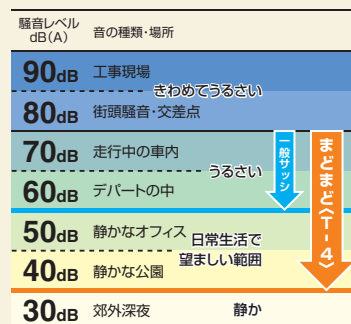 騒音レベル
dB(A)
音の種類・場所
90dB 工事現場
きわめてうるさい
80dB 街頭騒音・交差点
70dB 走行中の車内
うるさい
60dB デパートの中
50dB 静かなオフィス
日常生活で
望ましい範囲
40dB 静かな公園
30dB 郊外深夜 静か
一般サッシ
まどまど〈T-4〉